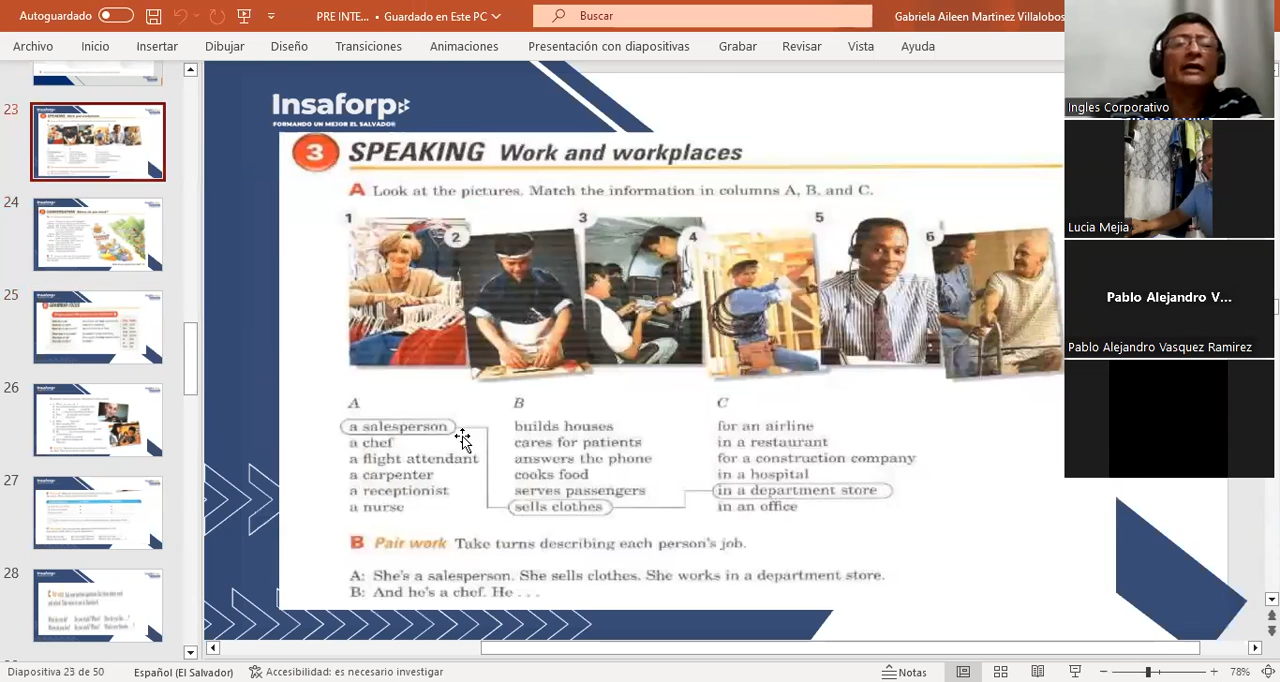 Autoguardado
PRE INTE... • Guardado en Este PC
Buscar
Gabriela Aileen Martinez Villalobos
Archivo
Inicio
Insertar
Dibujar
Diseño
Transiciones
Animaciones
Presentación con diapositivas
Grabar
Revisar
Vista
Ayuda
23
24
25
26
27
28
Insaforp
FORMANDO UN MEJOR EL SALVADOR
3 SPEAKING Work and workplaces
A Look at the pictures. Match the information in columns A, B, and C.
1
2
3
4
5
6
A B C
a salesperson builds houses for an airline
a chef cares for patients in a restaurant
a flight attendant answers the phone for a construction company
a carpenter cooks food in a hospital
a receptionist serves passengers in a department store
a nurse sells clothes in an office
B Pair work Take turns describing each person's job.
A: She's a salesperson. She sells clothes. She works in a department store.
B: And he's a chef. He . . .
Ingles Corporativo
Lucia Mejia
Pablo Alejandro V...
Pablo Alejandro Vasquez Ramirez
Diapositiva 23 de 50
Español (El Salvador)
Accesibilidad: es necesario investigar
Notas
78%